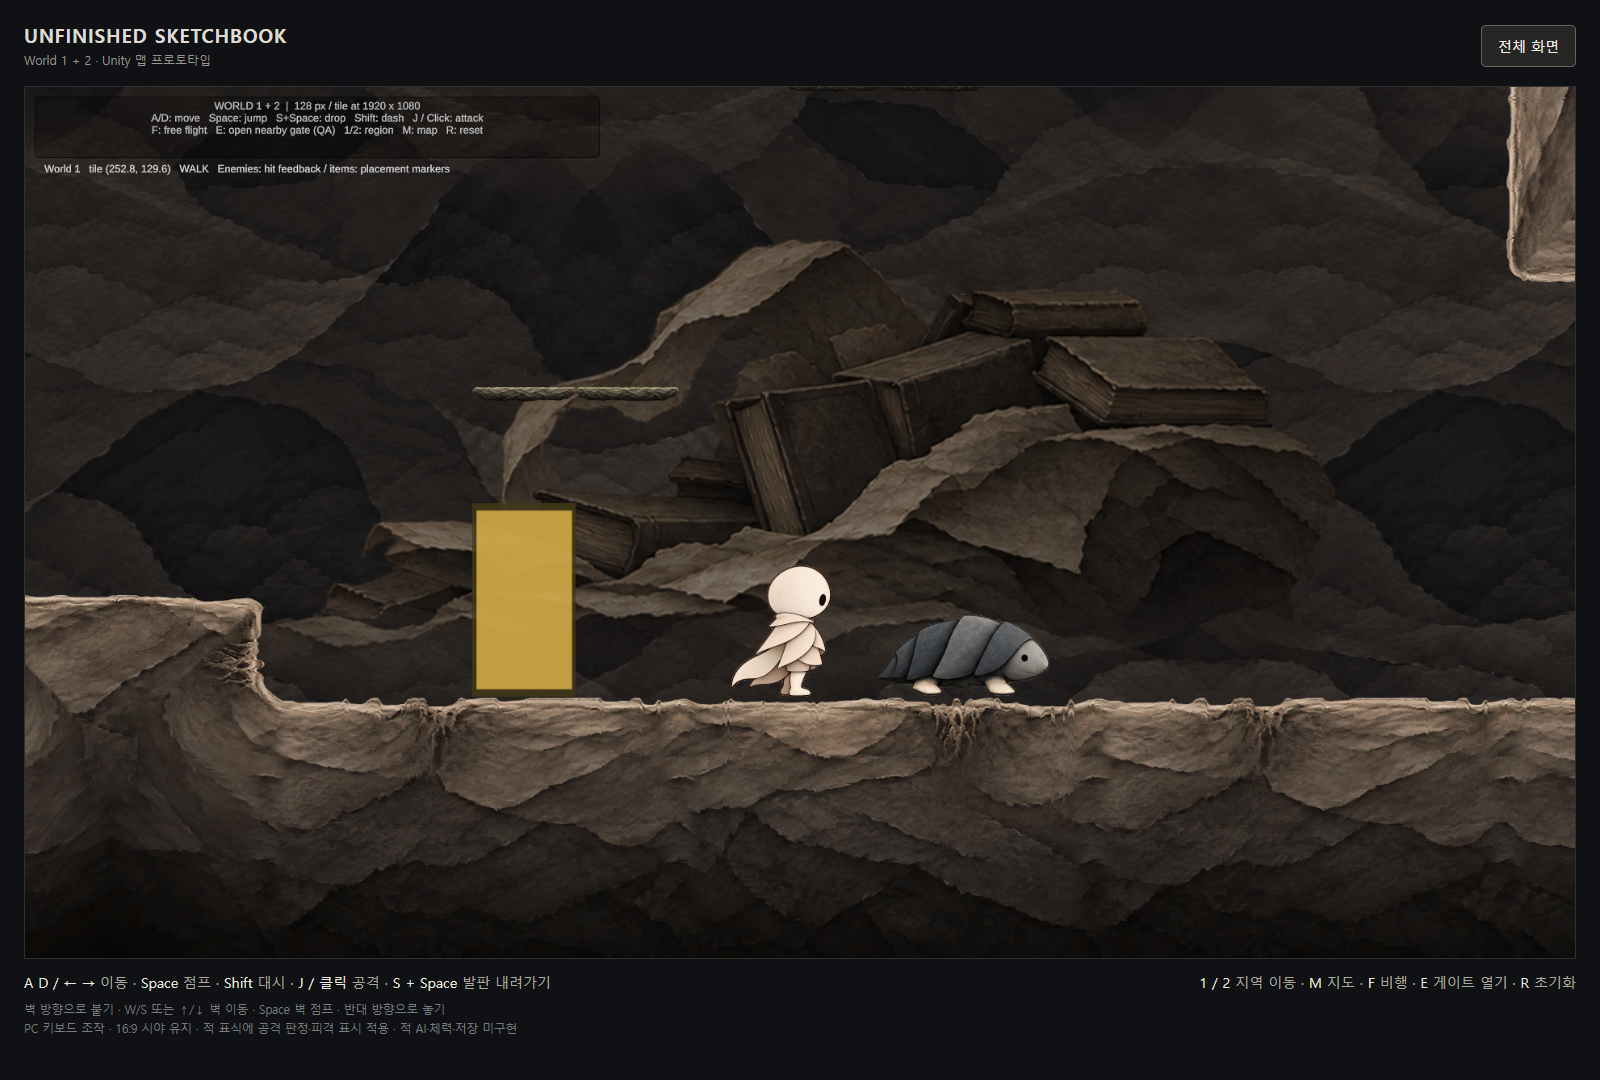 UNFINISHED SKETCHBOOK
World 1 + 2 · Unity 맵 프로토타입
전체 화면
WORLD 1 + 2 | 128 px / tile at 1920 x 1080
A/D: move Space: jump S+Space: drop Shift: dash J / Click: attack
F: free flight E: open nearby gate (QA) 1/2: region M: map R: reset
World 1 tile (252.8, 129.6) WALK Enemies: hit feedback / items: placement markers
A D / ← → 이동 · Space 점프 · Shift 대시 · J / 클릭 공격 · S + Space 발판 내려가기
1 / 2 지역 이동 · M 지도 · F 비행 · E 게이트 열기 · R 초기화
벽 방향으로 붙기 · W/S 또는 ↑/↓ 벽 이동 · Space 벽 점프 · 반대 방향으로 놓기
PC 키보드 조작 · 16:9 시야 유지 · 적 표식에 공격 판정·피격 표시 적용 · 적 AI·체력·저장 미구현